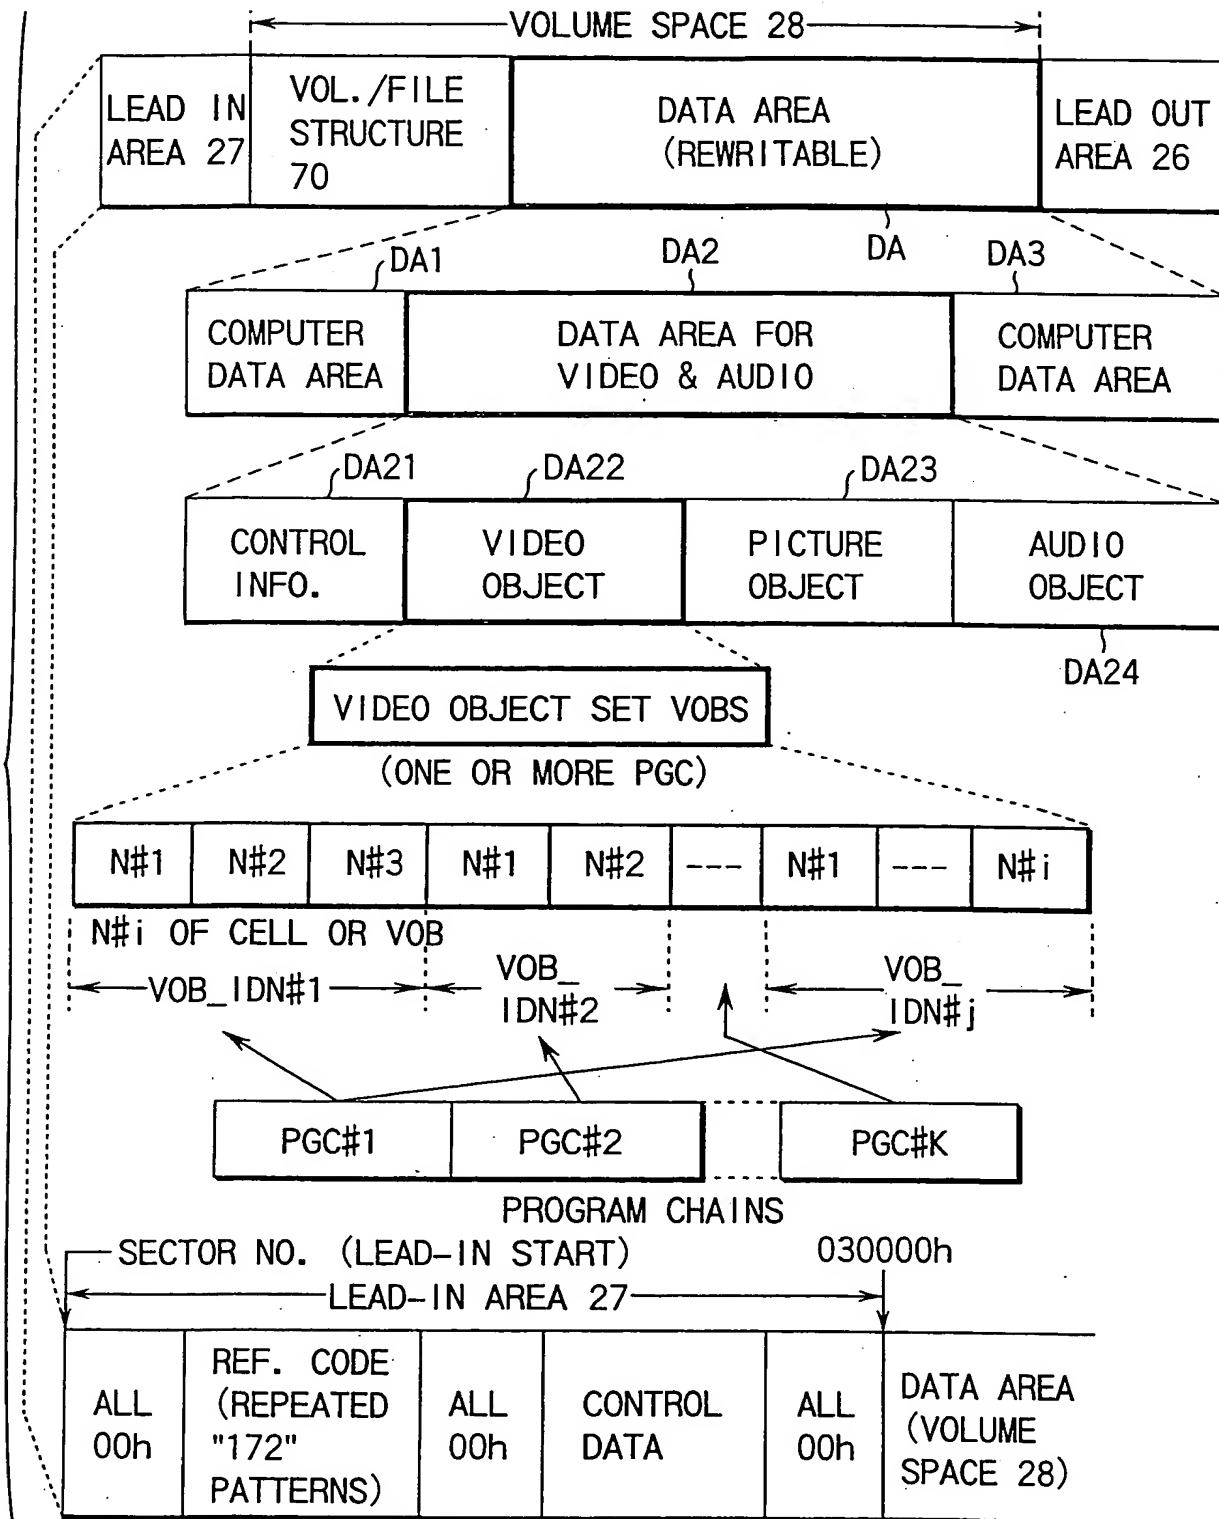 VOLUME SPACE 28
LEAD IN
AREA 27
VOL./FILE
STRUCTURE
70
DATA AREA
(REWRITABLE)
LEAD OUT
AREA 26
DA
DA1
DA2
DA3
COMPUTER
DATA AREA
DATA AREA FOR
VIDEO & AUDIO
COMPUTER
DATA AREA
DA21
DA22
DA23
CONTROL
INFO.
VIDEO
OBJECT
PICTURE
OBJECT
AUDIO
OBJECT
DA24
VIDEO OBJECT SET VOBS
(ONE OR MORE PGC)
N#1 N#2 N#3 N#1 N#2 --- N#1 --- N#i
N#i OF CELL OR VOB
VOB_IDN#1
VOB_
IDN#2
VOB_
IDN#j
PGC#1 PGC#2 PGC#K
PROGRAM CHAINS
SECTOR NO. (LEAD-IN START)
030000h
LEAD-IN AREA 27
ALL
00h
REF. CODE
(REPEATED
"172"
PATTERNS)
ALL
00h
CONTROL
DATA
ALL
00h
DATA AREA
(VOLUME
SPACE 28)